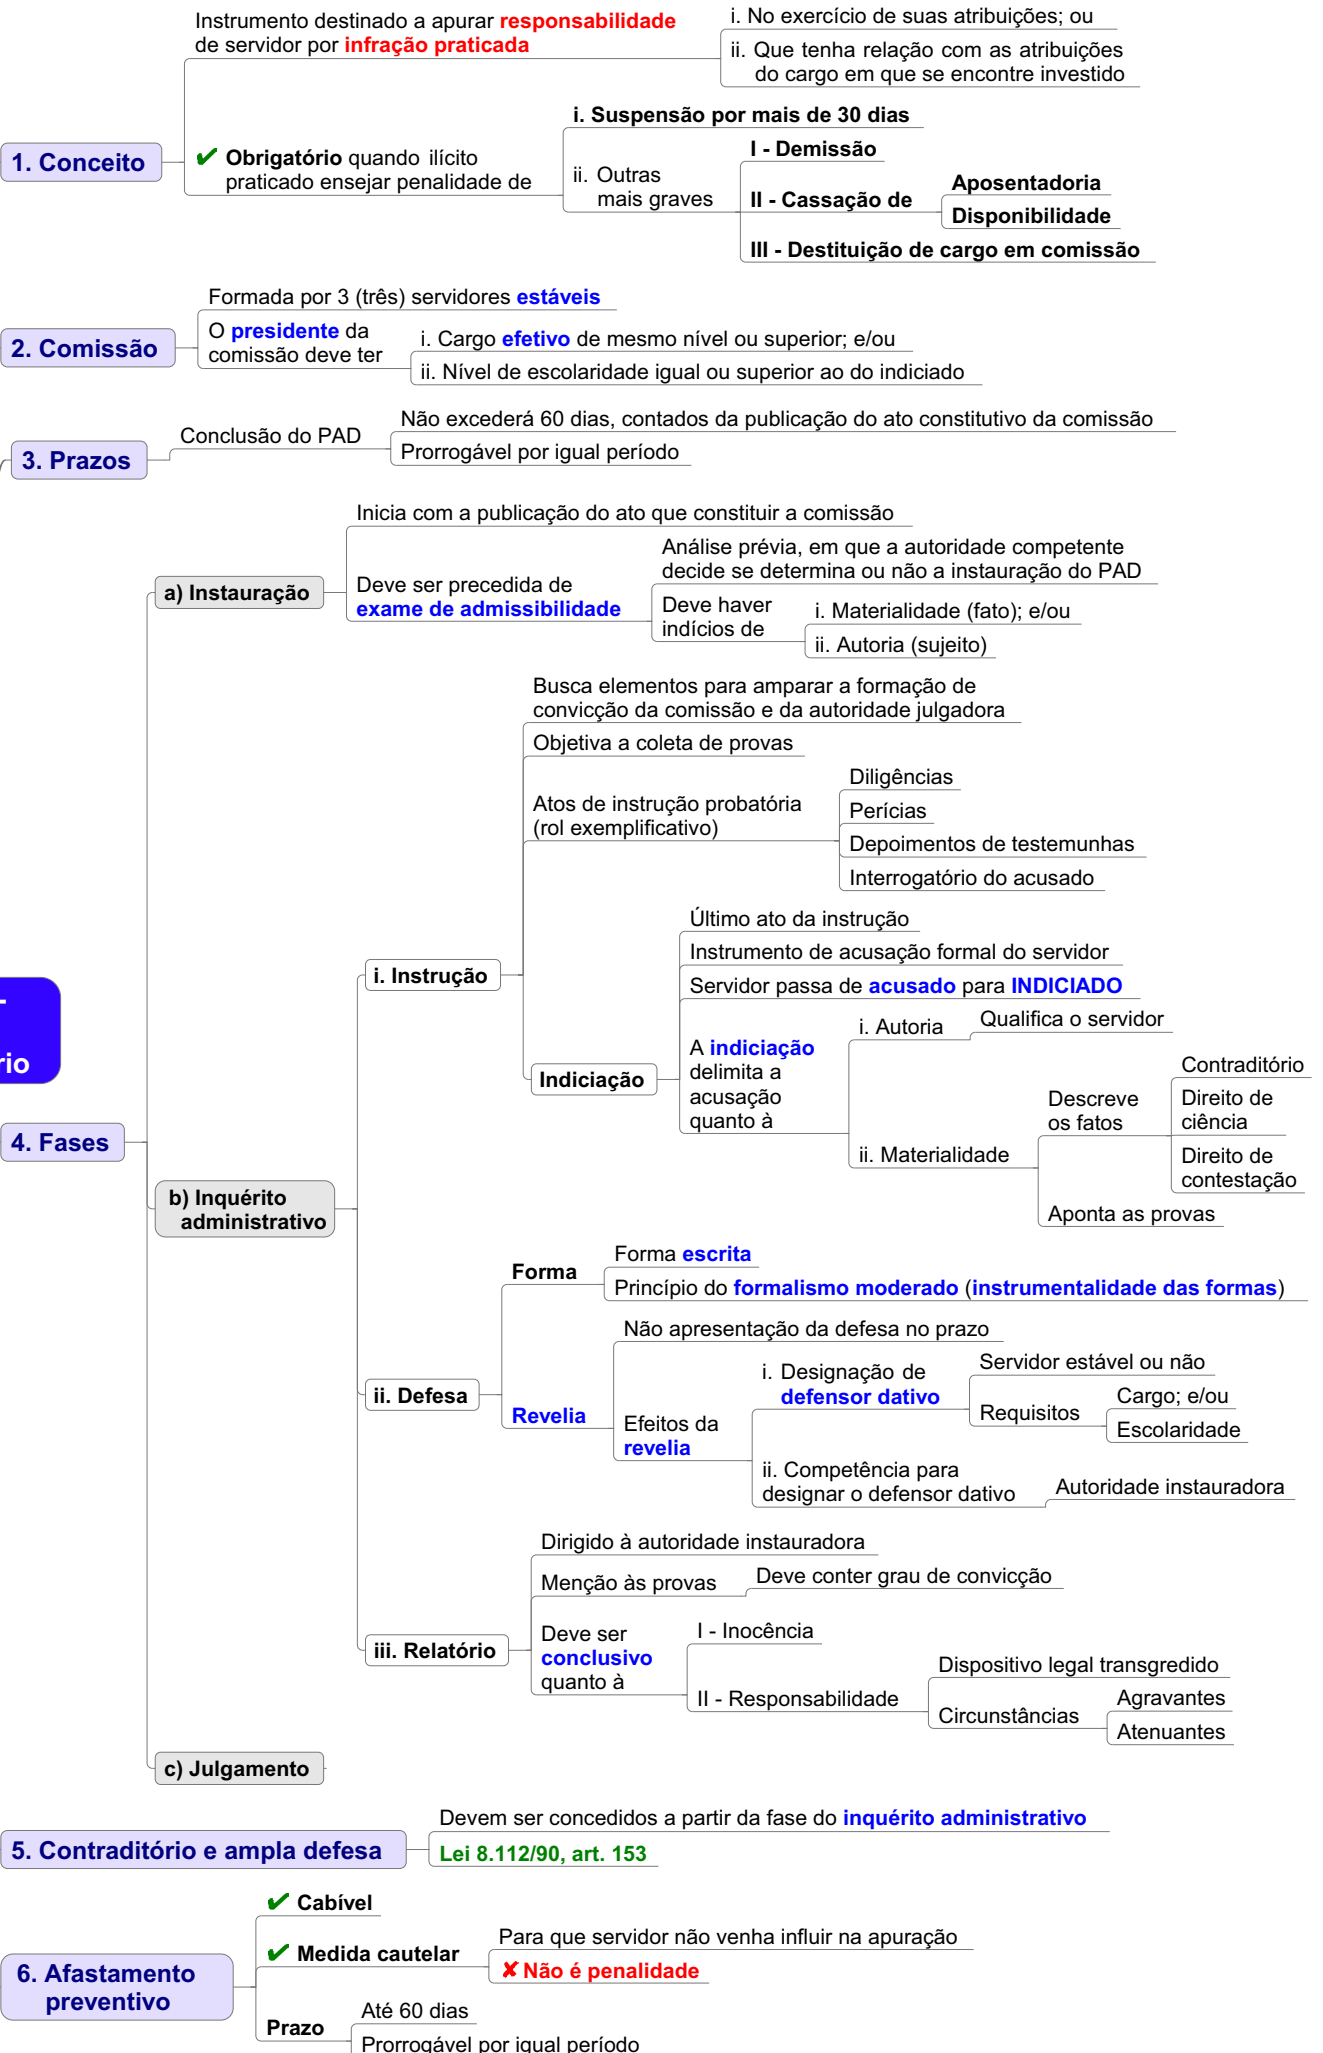 Instrumento destinado a apurar responsabilidade
de servidor por infração praticada
i. No exercício de suas atribuições; ou
ii. Que tenha relação com as atribuições
do cargo em que se encontre investido
1. Conceito
✔ Obrigatório quando ilícito
praticado ensejar penalidade de
i. Suspensão por mais de 30 dias
ii. Outras
mais graves
I - Demissão
II - Cassação de
Aposentadoria
Disponibilidade
III - Destituição de cargo em comissão
2. Comissão
Formada por 3 (três) servidores estáveis
O presidente da
comissão deve ter
i. Cargo efetivo de mesmo nível ou superior; e/ou
ii. Nível de escolaridade igual ou superior ao do indiciado
3. Prazos
Conclusão do PAD
Não excederá 60 dias, contados da publicação do ato constitutivo da comissão
Prorrogável por igual período
-
rio
4. Fases
a) Instauração
Inicia com a publicação do ato que constituir a comissão
Deve ser precedida de
exame de admissibilidade
Análise prévia, em que a autoridade competente
decide se determina ou não a instauração do PAD
Deve haver
indícios de
i. Materialidade (fato); e/ou
ii. Autoria (sujeito)
b) Inquérito
administrativo
i. Instrução
Busca elementos para amparar a formação de
convicção da comissão e da autoridade julgadora
Objetiva a coleta de provas
Atos de instrução probatória
(rol exemplificativo)
Diligências
Perícias
Depoimentos de testemunhas
Interrogatório do acusado
Indiciação
Último ato da instrução
Instrumento de acusação formal do servidor
Servidor passa de acusado para INDICIADO
A indiciação
delimita a
acusação
quanto à
i. Autoria
Qualifica o servidor
ii. Materialidade
Descreve
os fatos
Contraditório
Direito de
ciência
Direito de
contestação
Aponta as provas
ii. Defesa
Forma
Forma escrita
Princípio do formalismo moderado (instrumentalidade das formas)
Revelia
Não apresentação da defesa no prazo
Efeitos da
revelia
i. Designação de
defensor dativo
Servidor estável ou não
Requisitos
Cargo; e/ou
Escolaridade
ii. Competência para
designar o defensor dativo
Autoridade instauradora
iii. Relatório
Dirigido à autoridade instauradora
Menção às provas
Deve conter grau de convicção
Deve ser
conclusivo
quanto à
I - Inocência
II - Responsabilidade
Dispositivo legal transgredido
Circunstâncias
Agravantes
Atenuantes
c) Julgamento
5. Contraditório e ampla defesa
Devem ser concedidos a partir da fase do inquérito administrativo
Lei 8.112/90, art. 153
6. Afastamento
preventivo
✔ Cabível
✔ Medida cautelar
Para que servidor não venha influir na apuração
✘ Não é penalidade
Prazo
Até 60 dias
Prorrogável por igual período